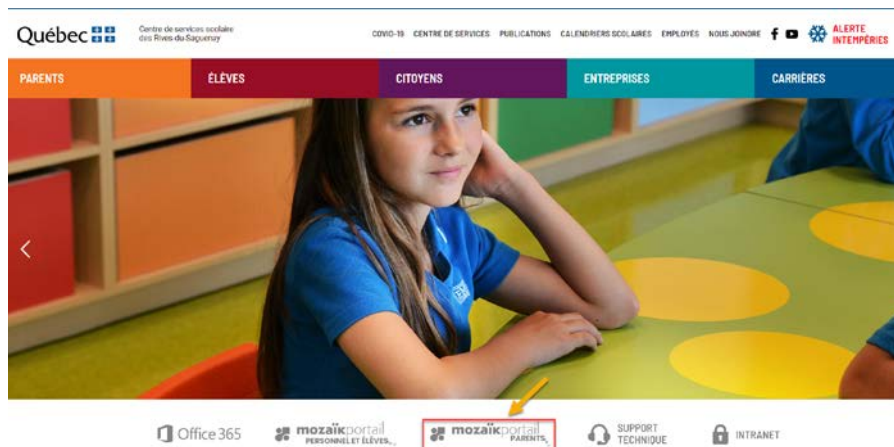 Québec
Centre de services scolaire
des Rives-du-Saguenay
COVID-19 CENTRE DE SERVICES PUBLICATIONS CALENDRIERS SCOLAIRES EMPLOYÉS NOUS JOINDRE
ALERTE
INTEMPÉRIES
PARENTS ÉLÈVES CITOYENS ENTREPRISES CARRIÈRES
Office 365
mozaïkportail
PERSONNEL ET ÉLÈVES
mozaïkportail
PARENTS
SUPPORT
TECHNIQUE
INTRANET